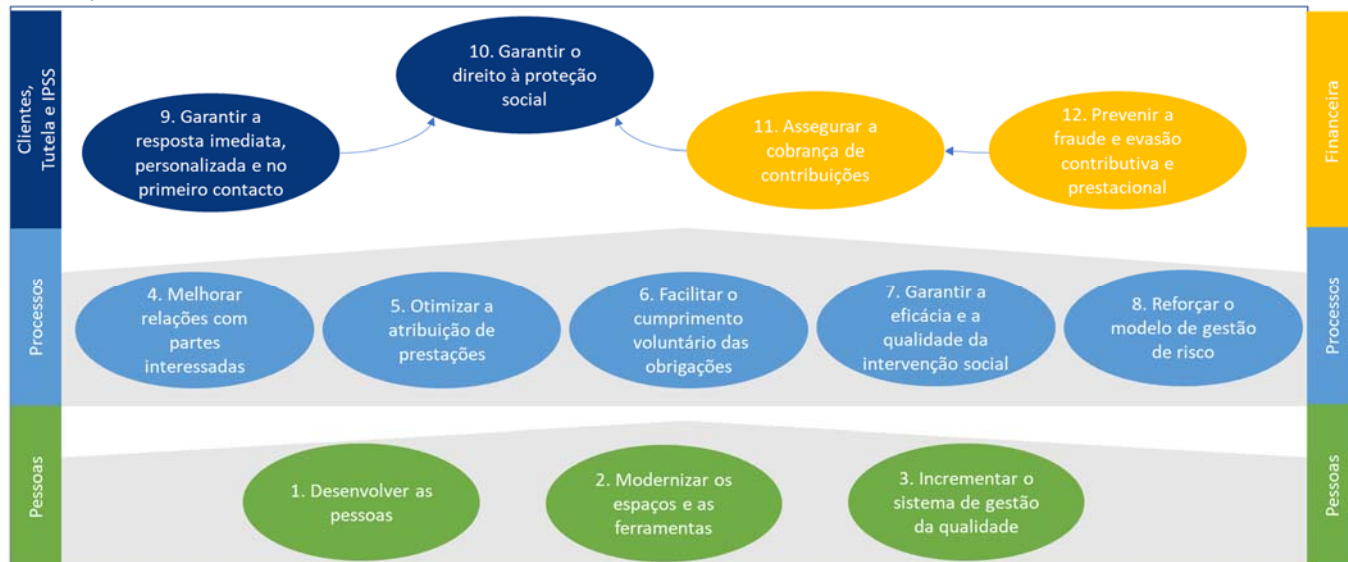 Clientes,
Tutela e IPSS
10. Garantir o
direito à proteção
social
9. Garantir a
resposta imediata,
personalizada e no
primeiro contacto
11. Assegurar a
cobrança de
contribuições
12. Prevenir a
fraude e evasão
contributiva e
prestacional
Financeira
Processos
4. Melhorar
relações com
partes
interessadas
5. Otimizar a
atribuição de
prestações
6. Facilitar o
cumprimento
voluntário das
obrigações
7. Garantir a
eficácia e a
qualidade da
intervenção social
8. Reforçar o
modelo de gestão
de risco
Processos
Pessoas
1. Desenvolver as
pessoas
2. Modernizar os
espaços e as
ferramentas
3. Incrementar o
sistema de gestão
da qualidade
Pessoas